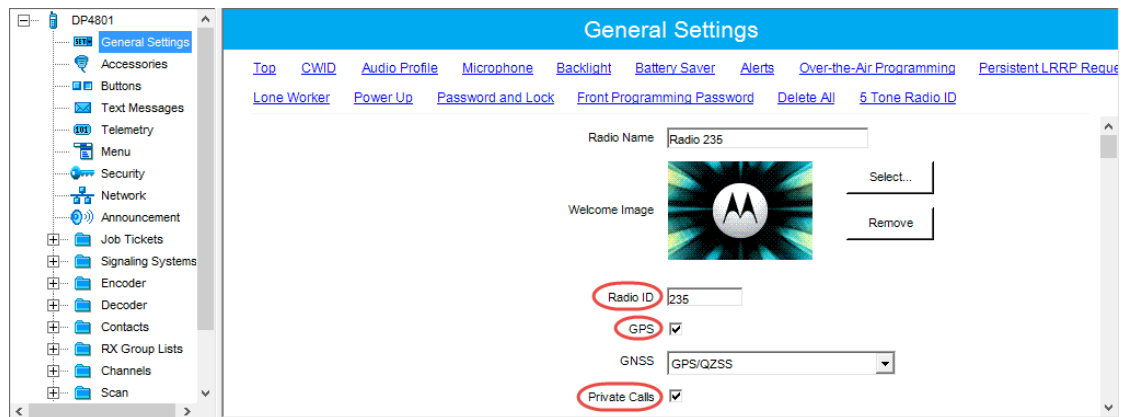 DP4801
General Settings
Accessories
Buttons
Text Messages
Telemetry
Menu
Security
Network
Announcement
Job Tickets
Signaling Systems
Encoder
Decoder
Contacts
RX Group Lists
Channels
Scan
General Settings
Top CWID Audio Profile Microphone Backlight Battery Saver Alerts Over-the-Air Programming Persistent LRRP Reque
Lone Worker Power Up Password and Lock Front Programming Password Delete All 5 Tone Radio ID
Radio Name Radio 235
Welcome Image
Select...
Remove
Radio ID 235
GPS
GNSS GPS/QZSS
Private Calls